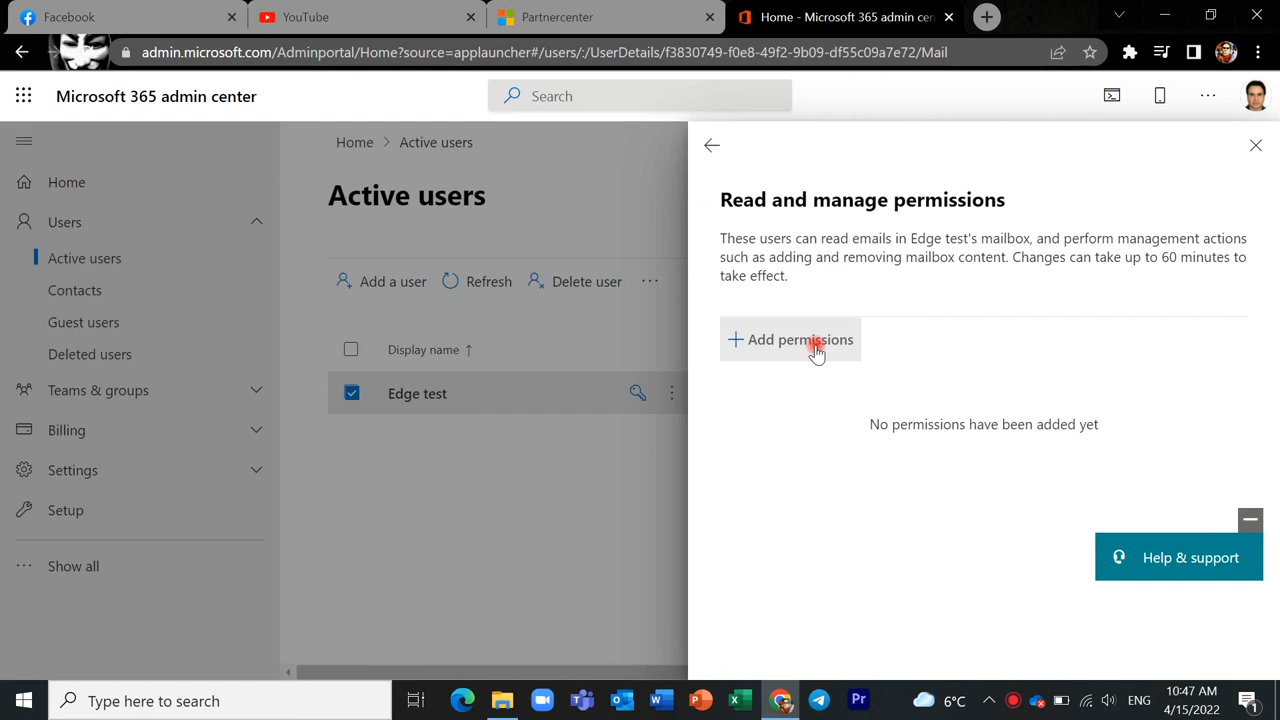 Facebook
YouTube
Partnercenter
Home - Microsoft 365 admin cen
admin.microsoft.com/Adminportal/Home?source=applauncher#/users/:/UserDetails/f3830749-f0e8-49f2-9b09-df55c09a7e72/Mail
Microsoft 365 admin center
Search
Home
Users
Active users
Contacts
Guest users
Deleted users
Teams & groups
Billing
Settings
Setup
Show all
Home > Active users
Active users
Add a user
Refresh
Delete user
Display name ↑
Edge test
Read and manage permissions
These users can read emails in Edge test's mailbox, and perform management actions
such as adding and removing mailbox content. Changes can take up to 60 minutes to
take effect.
+ Add permissions
No permissions have been added yet
Help & support
Type here to search
Pr
6°C
ENG
10:47 AM
4/15/2022
1